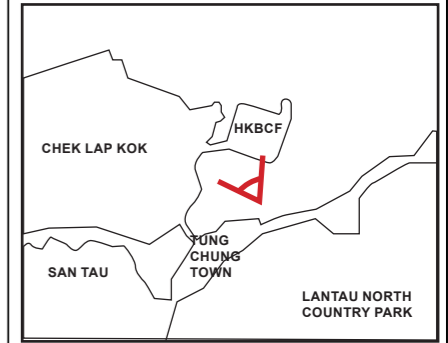 HKBCF
CHEK LAP KOK
TUNG
CHUNG
TOWN
SAN TAU
LANTAU NORTH
COUNTRY PARK